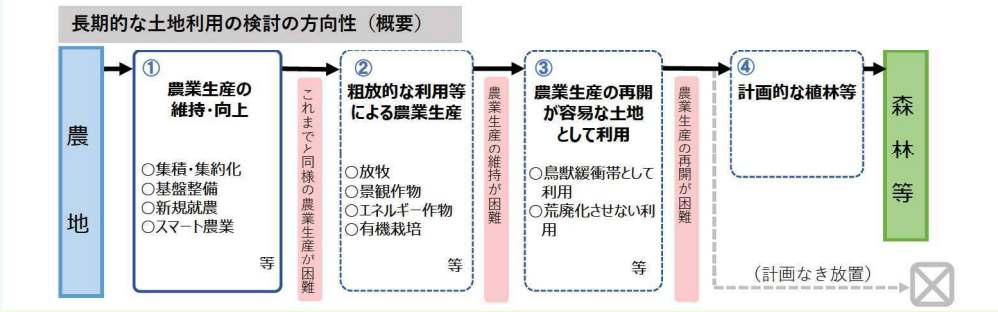 長期的な土地利用の検討の方向性（概要）
農
地
①
農業生産の
維持・向上
○集積・集約化
○基盤整備
○新規就農
○スマート農業
等
これまでと同様の農業生産が困難
②
粗放的な利用等
による農業生産
○放牧
○景観作物
○エネルギー作物
○有機栽培
等
農業生産の維持が困難
③
農業生産の再開
が容易な土地
として利用
○鳥獣緩衝帯として
利用
○荒廃化させない利
用
等
農業生産の再開が困難
④
計画的な植林等
（計画なき放置）
森
林
等